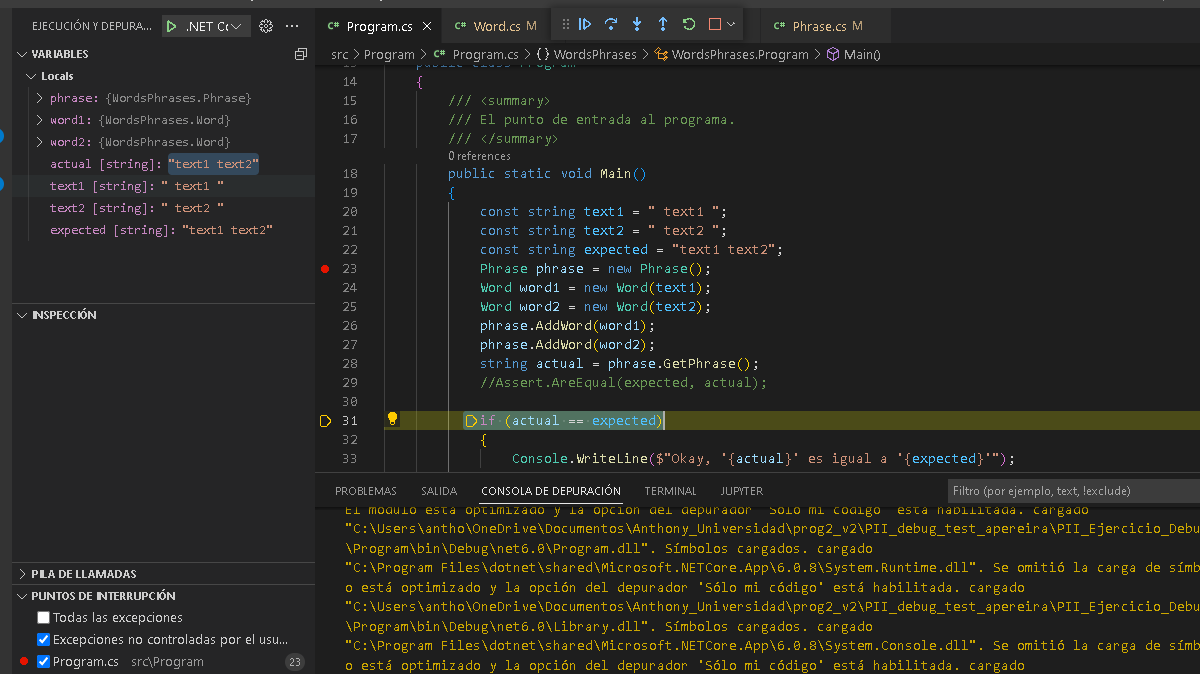 EJECUCIÓN Y DEPURA...
.NET Cc
VARIABLES
Locals
phrase: {WordsPhrases.Phrase}
word1: {WordsPhrases.Word}
word2: {WordsPhrases.Word}
actual [string]: "text1 text2"
text1 [string]: " text1 "
text2 [string]: " text2 "
expected [string]: "text1 text2"
INSPECCIÓN
PILA DE LLAMADAS
PUNTOS DE INTERRUPCIÓN
Todas las excepciones
Excepciones no controladas por el usu...
Program.cs src\Program 23
C# Program.cs
C# Word.cs M
C# Phrase.cs M
src > Program > C# Program.cs > {} WordsPhrases > WordsPhrases.Program > Main()
13 public class Program
14 {
15 /// <summary>
16 /// El punto de entrada al programa.
17 /// </summary>
0 references
18 public static void Main()
19 {
20 const string text1 = " text1 ";
21 const string text2 = " text2 ";
22 const string expected = "text1 text2";
23 Phrase phrase = new Phrase();
24 Word word1 = new Word(text1);
25 Word word2 = new Word(text2);
26 phrase.AddWord(word1);
27 phrase.AddWord(word2);
28 string actual = phrase.GetPhrase();
29 //Assert.AreEqual(expected, actual);
30
31 if (actual == expected)
32 {
33 Console.WriteLine($"Okay, '{actual}' es igual a '{expected}'");
PROBLEMAS SALIDA CONSOLA DE DEPURACIÓN TERMINAL JUPYTER Filtro (por ejemplo, text, !exclude)
El módulo está optimizado y la opción del depurador 'Sólo mi código' está habilitada. cargado
"C:\Users\antho\OneDrive\Documentos\Anthony_Universidad\prog2_v2\PII_debug_test_apereira\PII_Ejercicio_Debu
\Program\bin\Debug\net6.0\Program.dll". Símbolos cargados. cargado
"C:\Program Files\dotnet\shared\Microsoft.NETCore.App\6.0.8\System.Runtime.dll". Se omitió la carga de símb
o está optimizado y la opción del depurador 'Sólo mi código' está habilitada. cargado
"C:\Users\antho\OneDrive\Documentos\Anthony_Universidad\prog2_v2\PII_debug_test_apereira\PII_Ejercicio_Debu
\Program\bin\Debug\net6.0\Library.dll". Símbolos cargados. cargado
"C:\Program Files\dotnet\shared\Microsoft.NETCore.App\6.0.8\System.Console.dll". Se omitió la carga de símb
o está optimizado y la opción del depurador 'Sólo mi código' está habilitada. cargado